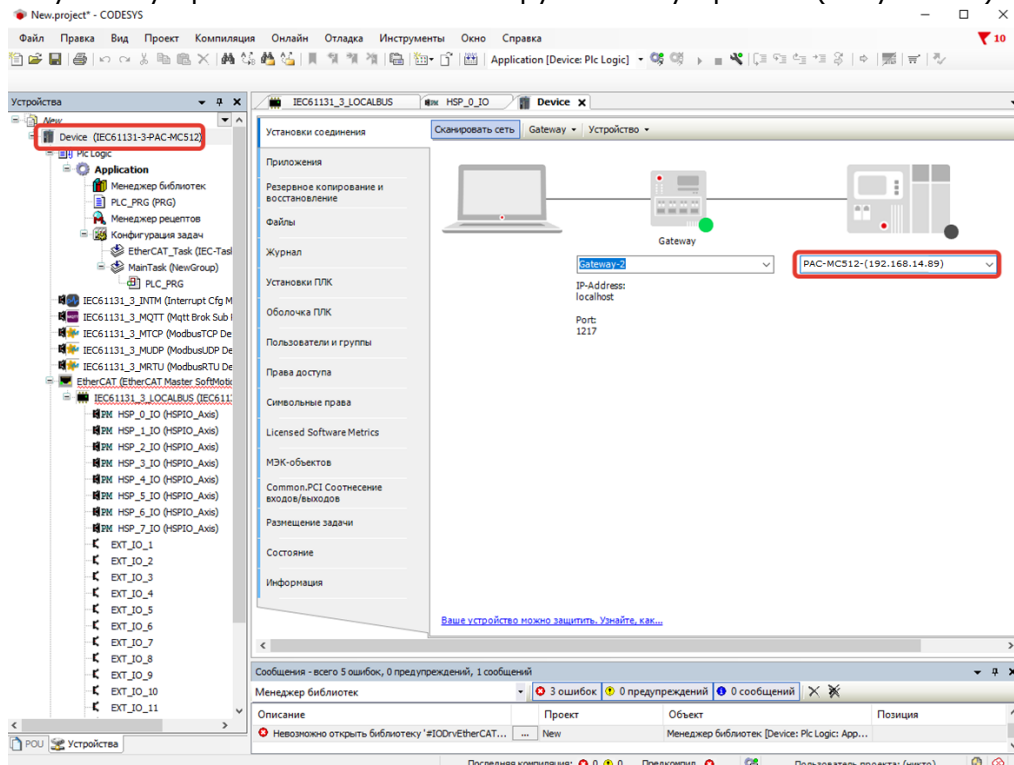 New.project* - CODESYS
Файл Правка Вид Проект Компиляция Онлайн Отладка Инструменты Окно Справка 10
Application [Device: Plc Logic]
Устройства
IEC61131_3_LOCALBUS HSP_0_IO Device
New
Device (IEC61131-3-PAC-MC512)
Plc Logic
Application
Менеджер библиотек
PLC_PRG (PRG)
Менеджер рецептов
Конфигурация задач
EtherCAT_Task (IEC-Tas
MainTask (NewGroup)
PLC_PRG
IEC61131_3_INTM (Interrupt Cfg M
IEC61131_3_MQTT (Mqtt Brok Sub
IEC61131_3_MTCP (ModbusTCP De
IEC61131_3_MUDP (ModbusUDP De
IEC61131_3_MRTU (ModbusRTU De
EtherCAT (EtherCAT Master SoftMotic
IEC61131_3_LOCALBUS (IEC611
HSP_0_IO (HSPIO_Axis)
HSP_1_IO (HSPIO_Axis)
HSP_2_IO (HSPIO_Axis)
HSP_3_IO (HSPIO_Axis)
HSP_4_IO (HSPIO_Axis)
HSP_5_IO (HSPIO_Axis)
HSP_6_IO (HSPIO_Axis)
HSP_7_IO (HSPIO_Axis)
EXT_IO_1
EXT_IO_2
EXT_IO_3
EXT_IO_4
EXT_IO_5
EXT_IO_6
EXT_IO_7
EXT_IO_8
EXT_IO_9
EXT_IO_10
EXT_IO_11
POU Устройства
Установки соединения
Приложения
Резервное копирование и
восстановление
Файлы
Журнал
Установки ПЛК
Оболочка ПЛК
Пользователи и группы
Права доступа
Символьные права
Licensed Software Metrics
МЭК-объектов
Common.PCI Соотнесение
входов/выходов
Размещение задачи
Состояние
Информация
Сканировать сеть Gateway Устройство
Gateway
Gateway-2
PAC-MC512-(192.168.14.89)
IP-Address:
localhost
Port:
1217
Ваше устройство можно защитить. Узнайте, как...
Сообщения - всего 5 ошибок, 0 предупреждений, 1 сообщений
Менеджер библиотек 3 ошибок 0 предупреждений 0 сообщений
Описание Проект Объект Позиция
Невозможно открыть библиотеку '#IODrvEtherCAT... ... New Менеджер библиотек [Device: Plc Logic: App...
Последняя компиляция: 0 0 Предкомпил. Пользователь проекта: (никто)